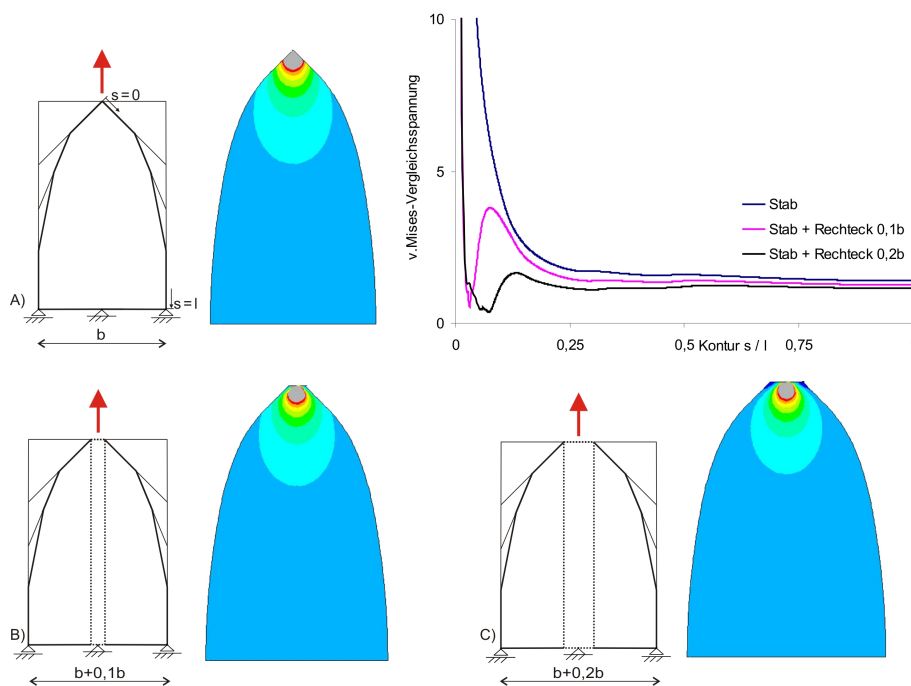 s=0
A)
s=l
b
10
5
0
v.Mises-Vergleichsspannung
Stab
Stab + Rechteck 0,1b
Stab + Rechteck 0,2b
0
0,25
0,5
Kontur s / l
0,75
B)
b+0,1b
C)
b+0,2b